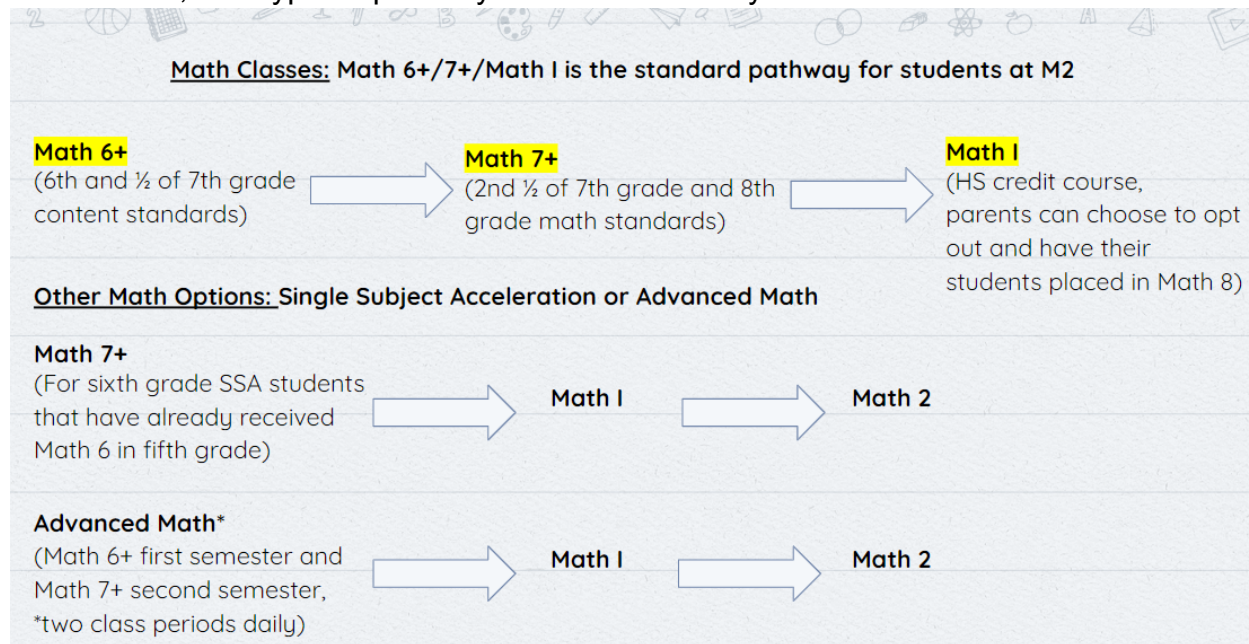 Math Classes: Math 6+/7+/Math I is the standard pathway for students at M2
Math 6+
(6th and ½ of 7th grade
content standards)
Math 7+
(2nd ½ of 7th grade and 8th
grade math standards)
Math I
(HS credit course,
parents can choose to opt
out and have their
students placed in Math 8)
Other Math Options: Single Subject Acceleration or Advanced Math
Math 7+
(For sixth grade SSA students
that have already received
Math 6 in fifth grade)
Math I
Math 2
Advanced Math*
(Math 6+ first semester and
Math 7+ second semester,
*two class periods daily)
Math I
Math 2